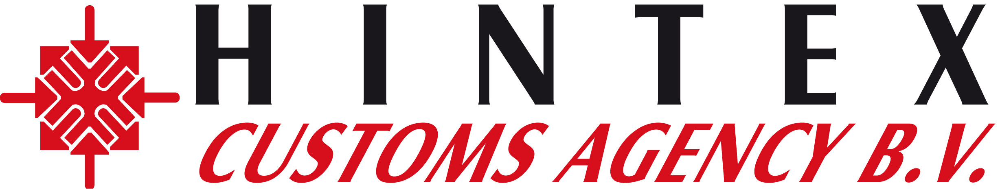 HINTEX
CUSTOMS AGENCY B.V.